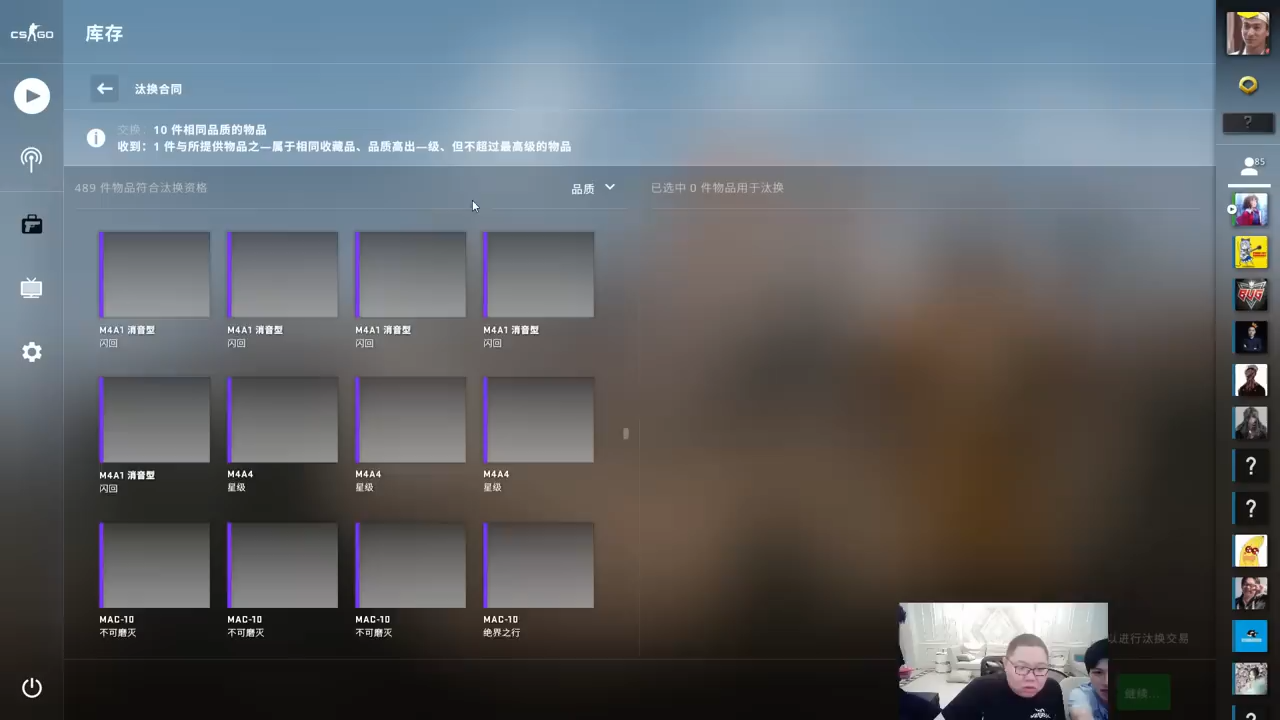 CS GO
库存
汰换合同
交换: 10 件相同品质的物品
收到: 1 件与所提供物品之一属于相同收藏品、品质高出一级、但不超过最高级的物品
489 件物品符合汰换资格
品质
已选中 0 件物品用于汰换
?
85
M4A1 消音型
闪回
M4A1 消音型
闪回
M4A1 消音型
闪回
M4A1 消音型
闪回
M4A1 消音型
闪回
M4A4
星级
M4A4
星级
M4A4
星级
MAC-10
不可磨灭
MAC-10
不可磨灭
MAC-10
不可磨灭
MAC-10
绝界之行
BUG
?
?
以进行汰换交易
继续...
?